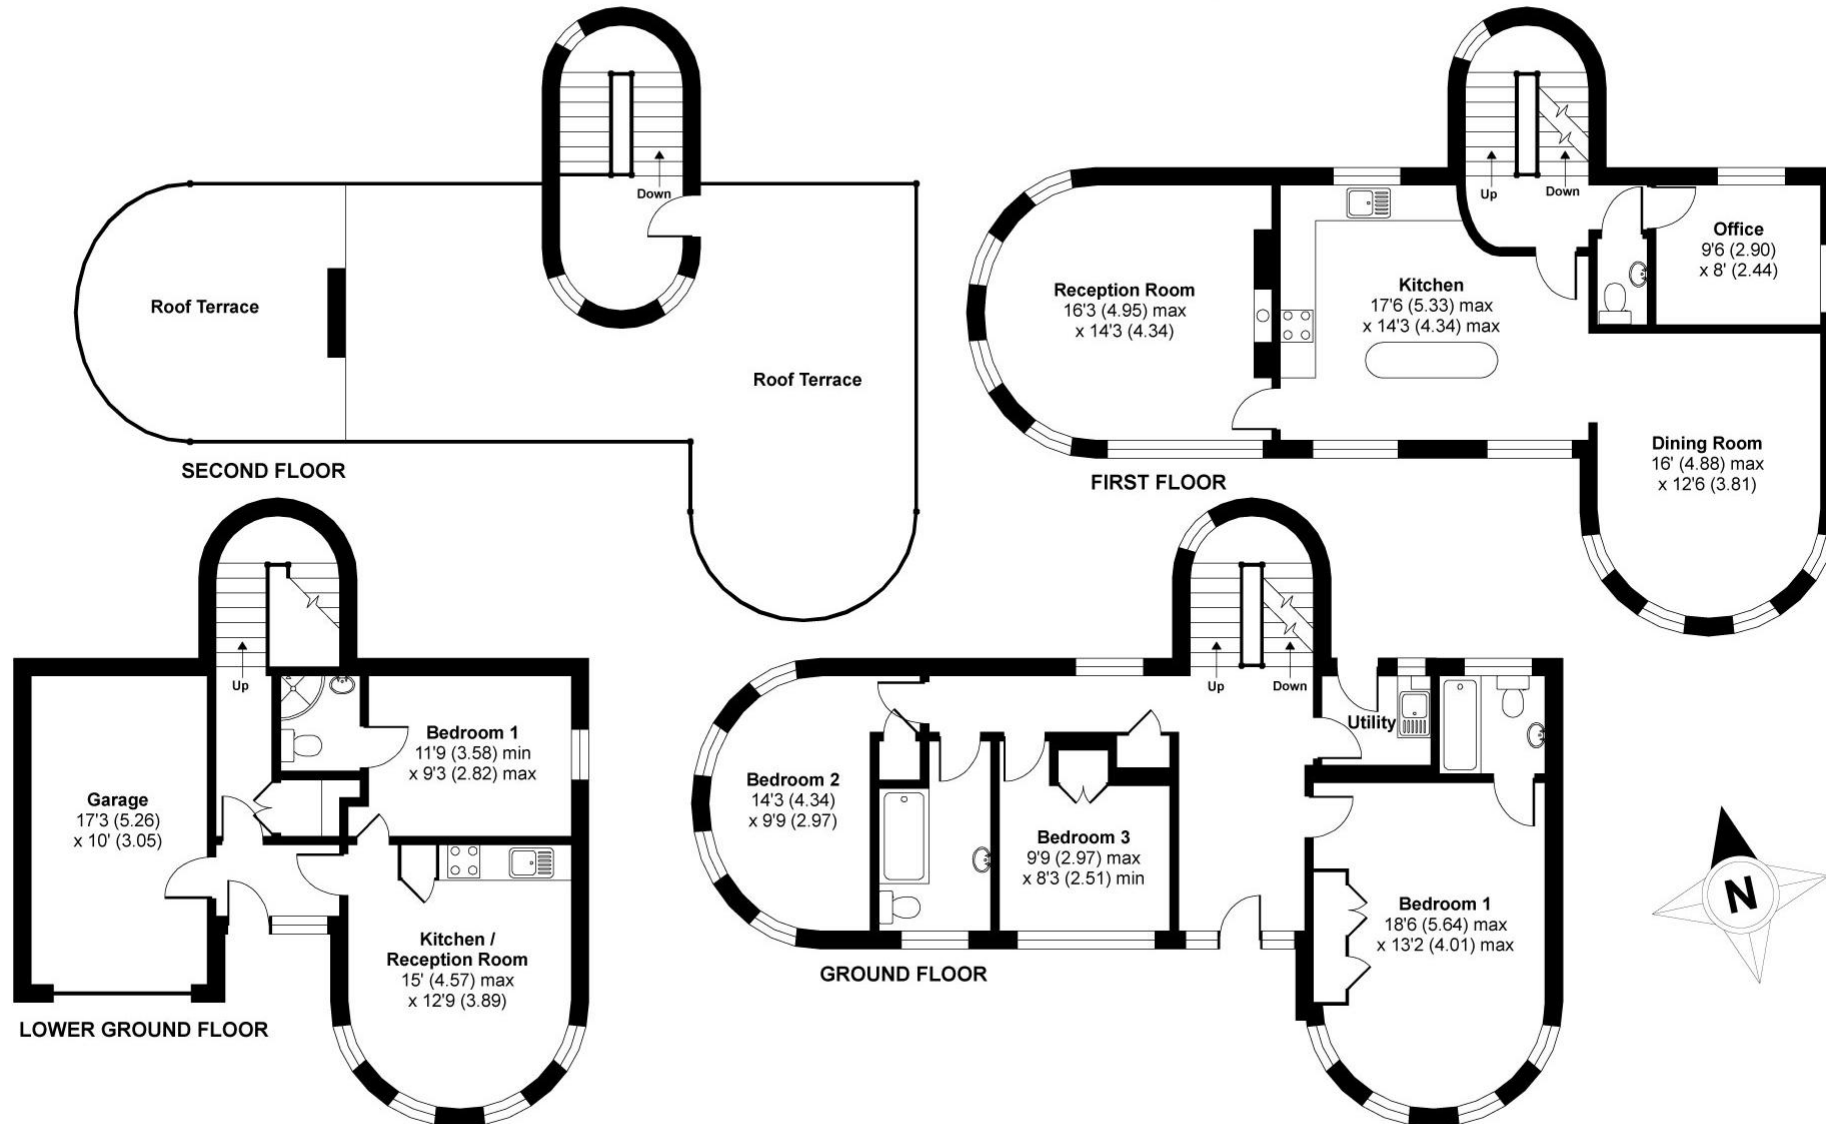 Down
Roof Terrace
Roof Terrace
SECOND FLOOR
Up
Down
Office
9'6 (2.90)
x 8' (2.44)
Reception Room
16'3 (4.95) max
x 14'3 (4.34)
Kitchen
17'6 (5.33) max
x 14'3 (4.34) max
Dining Room
16' (4.88) max
x 12'6 (3.81)
FIRST FLOOR
Up
Bedroom 1
11'9 (3.58) min
x 9'3 (2.82) max
Garage
17'3 (5.26)
x 10' (3.05)
Kitchen /
Reception Room
15' (4.57) max
x 12'9 (3.89)
LOWER GROUND FLOOR
Up
Down
Utility
Bedroom 2
14'3 (4.34)
x 9'9 (2.97)
Bedroom 3
9'9 (2.97) max
x 8'3 (2.51) min
Bedroom 1
18'6 (5.64) max
x 13'2 (4.01) max
GROUND FLOOR
N